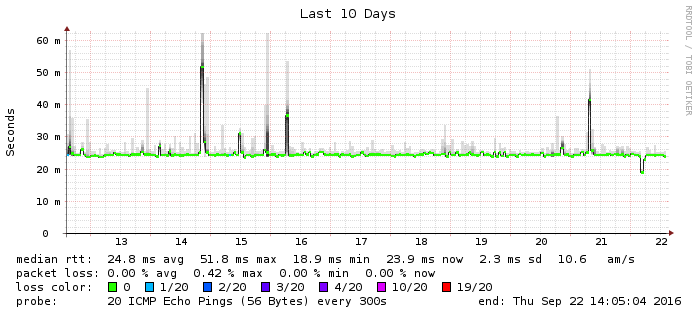 Last 10 Days
RRDTOOL / TOBI OETIKER
Seconds
60 m
50 m
40 m
30 m
20 m
10 m
0
13 14 15 16 17 18 19 20 21 22
median rtt: 24.8 ms avg 51.8 ms max 18.9 ms min 23.9 ms now 2.3 ms sd 10.6 am/s
packet loss: 0.00 % avg 0.42 % max 0.00 % min 0.00 % now
loss color: 0 1/20 2/20 3/20 4/20 10/20 19/20
probe: 20 ICMP Echo Pings (56 Bytes) every 300s end: Thu Sep 22 14:05:04 2016